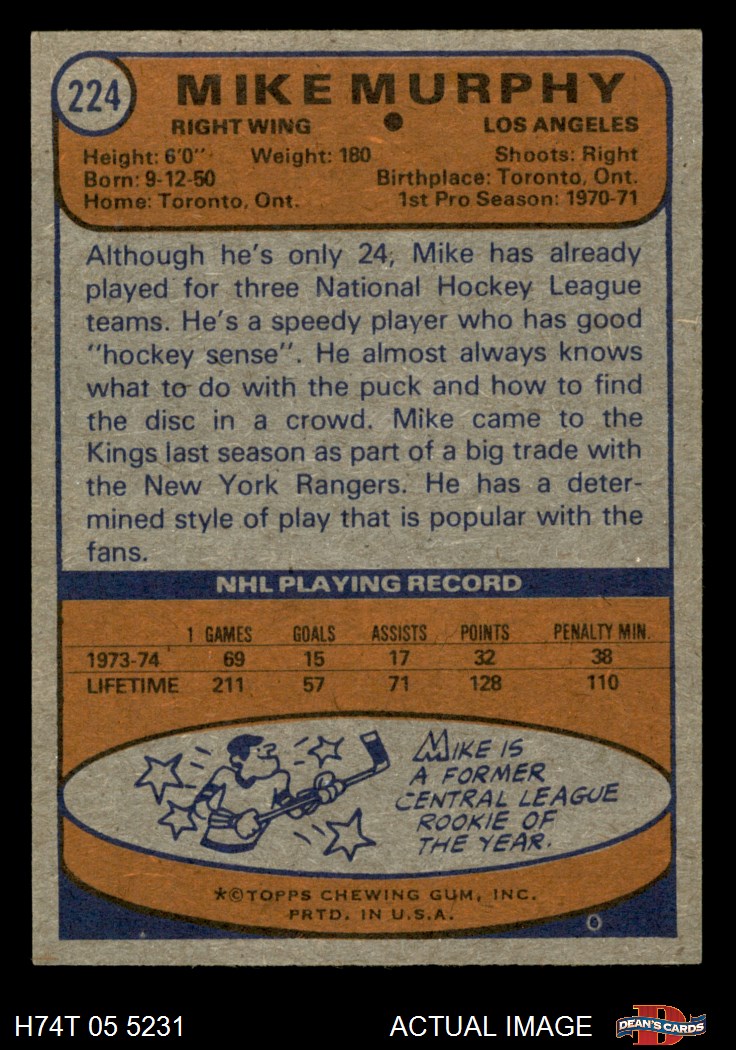 224
MIKE MURPHY
RIGHT WING ● LOS ANGELES
Height: 6'0" Weight: 180 Shoots: Right
Born: 9-12-50 Birthplace: Toronto, Ont.
Home: Toronto, Ont. 1st Pro Season: 1970-71
Although he's only 24, Mike has already
played for three National Hockey League
teams. He's a speedy player who has good
"hockey sense". He almost always knows
what to do with the puck and how to find
the disc in a crowd. Mike came to the
Kings last season as part of a big trade with
the New York Rangers. He has a deter-
mined style of play that is popular with the
fans.
NHL PLAYING RECORD
1 GAMES GOALS ASSISTS POINTS PENALTY MIN.
1973-74 69 15 17 32 38
LIFETIME 211 57 71 128 110
MIKE IS
A FORMER
CENTRAL LEAGUE
ROOKIE OF
THE YEAR.
*©TOPPS CHEWING GUM, INC.
PRTD. IN U.S.A.
H74T 05 5231 ACTUAL IMAGE DEAN'S CARDS